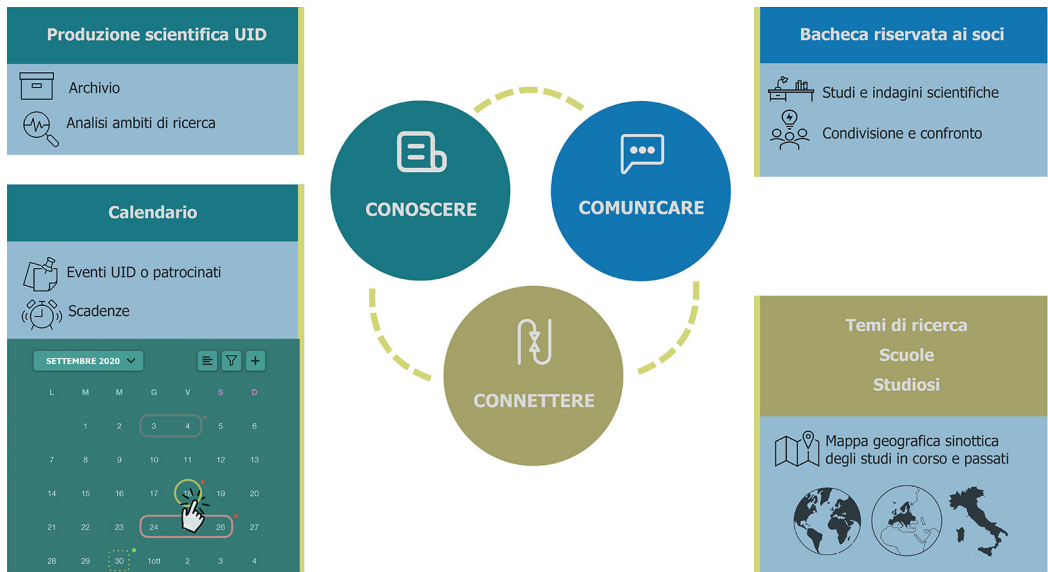 Produzione scientifica UID
Archivio
Analisi ambiti di ricerca
Calendario
Eventi UID o patrocinati
Scadenze
SETTEMBRE 2020
L M M G V S D
1 2 3 4 5 6
7 8 9 10 11 12 13
14 15 16 17 18 19 20
21 22 23 24 26 27
28 29 30 1ott 2 3 4
CONOSCERE
COMUNICARE
CONNETTERE
Bacheca riservata ai soci
Studi e indagini scientifiche
Condivisione e confronto
Temi di ricerca
Scuole
Studiosi
Mappa geografica sinottica
degli studi in corso e passati